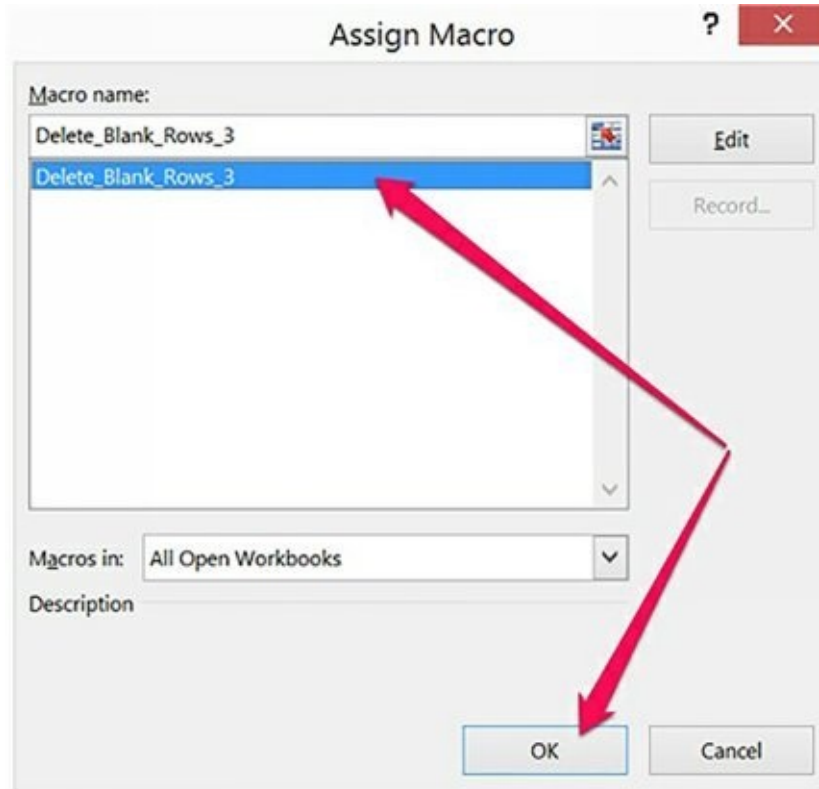 Assign Macro
?
Macro name:
Delete_Blank_Rows_3
Edit
Delete_Blank_Rows_3
Record...
Macros in: All Open Workbooks
Description
OK
Cancel